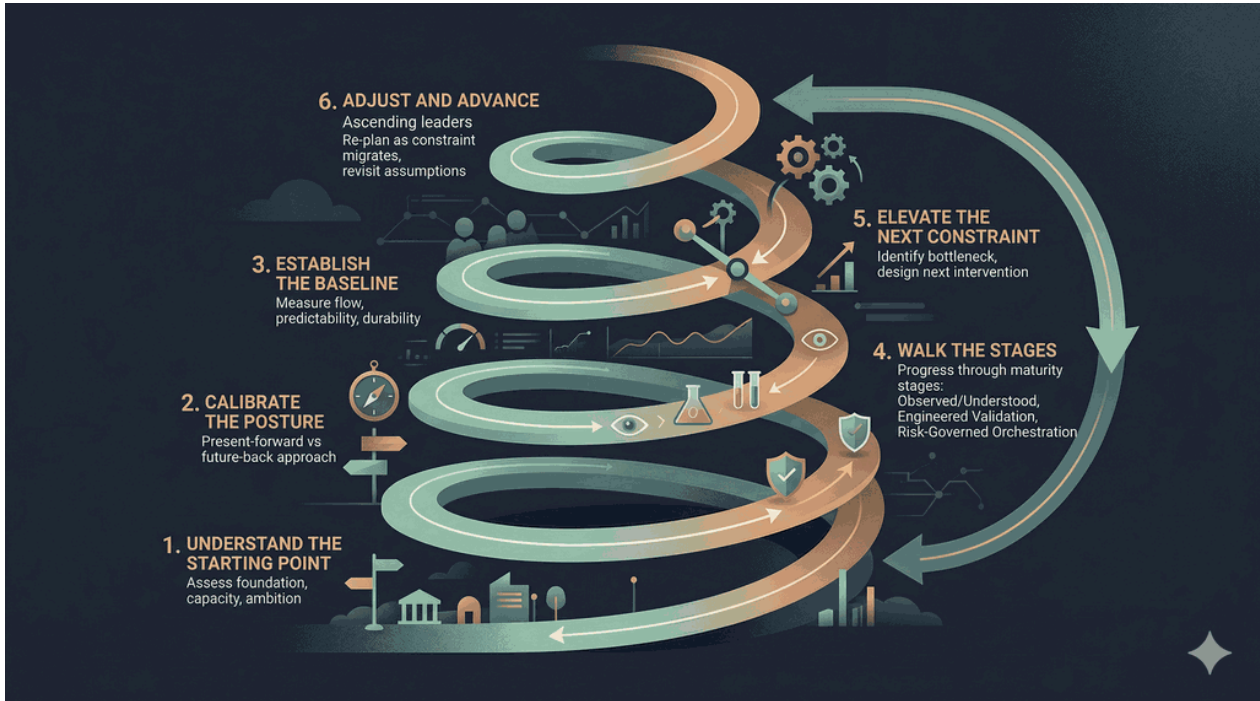 6. ADJUST AND ADVANCE
Ascending leaders
Re-plan as constraint
migrates,
revisit assumptions
5. ELEVATE THE
NEXT CONSTRAINT
Identify bottleneck,
design next intervention
3. ESTABLISH
THE BASELINE
Measure flow,
predictability, durability
4. WALK THE STAGES
Progress through maturity
stages:
Observed/Understood,
Engineered Validation,
Risk-Governed Orchestration
2. CALIBRATE
THE POSTURE
Present-forward vs
future-back approach
1. UNDERSTAND THE
STARTING POINT
Assess foundation,
capacity, ambition